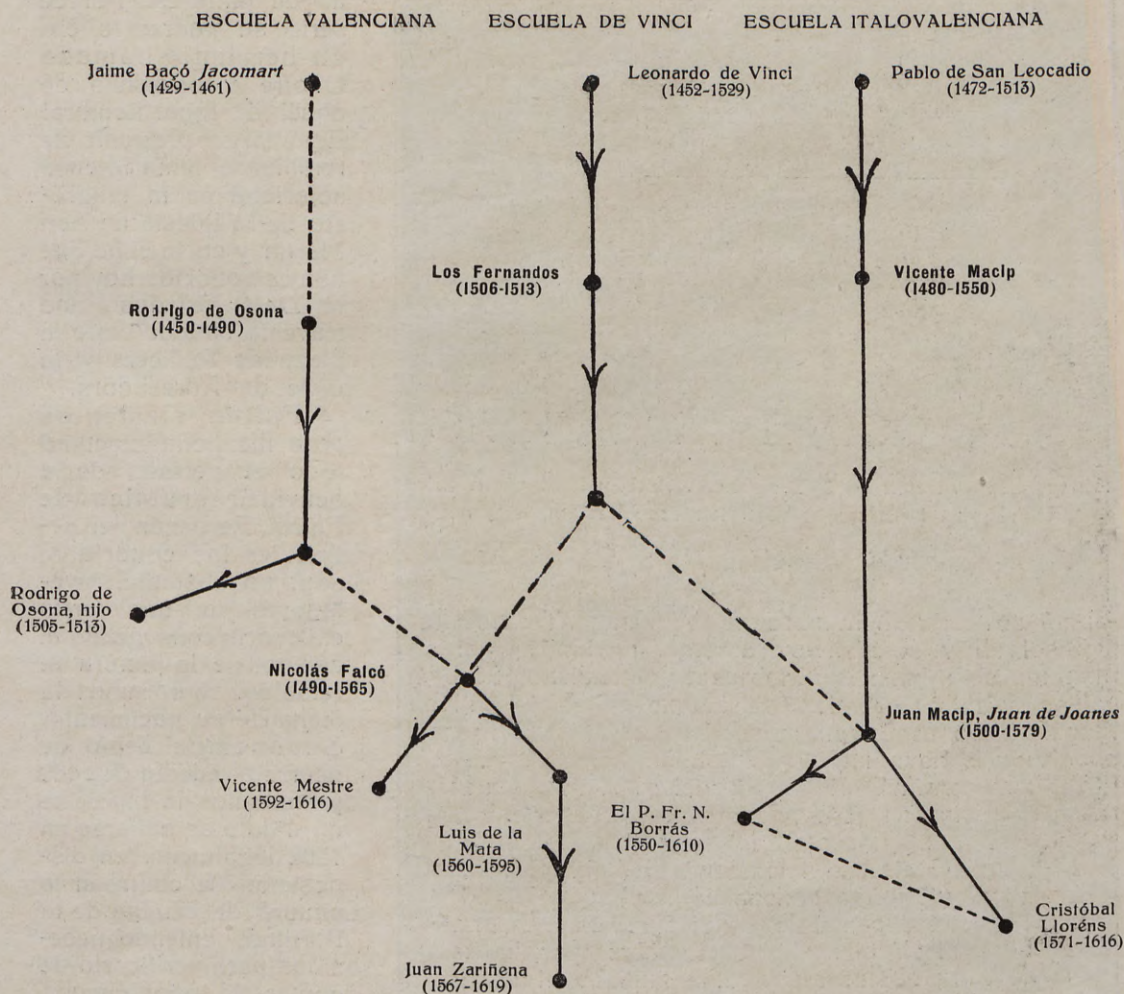 ESCUELA VALENCIANA
ESCUELA DE VINCI
ESCUELA ITALOVALENCIANA
Jaime Baçó Jacomart
(1429-1461)
Leonardo de Vinci
(1452-1529)
Pablo de San Leocadio
(1472-1513)
Los Fernandos
(1506-1513)
Vicente Macip
(1480-1550)
Rodrigo de Osona
(1450-1490)
Rodrigo de
Osona, hijo
(1505-1513)
Nicolás Falcó
(1490-1565)
Juan Macip, Juan de Joanes
(1500-1579)
Vicente Mestre
(1592-1616)
Luis de la
Mata
(1560-1595)
El P. Fr. N.
Borrás
(1550-1610)
Cristóbal
Lloréns
(1571-1616)
Juan Zariñena
(1567-1619)